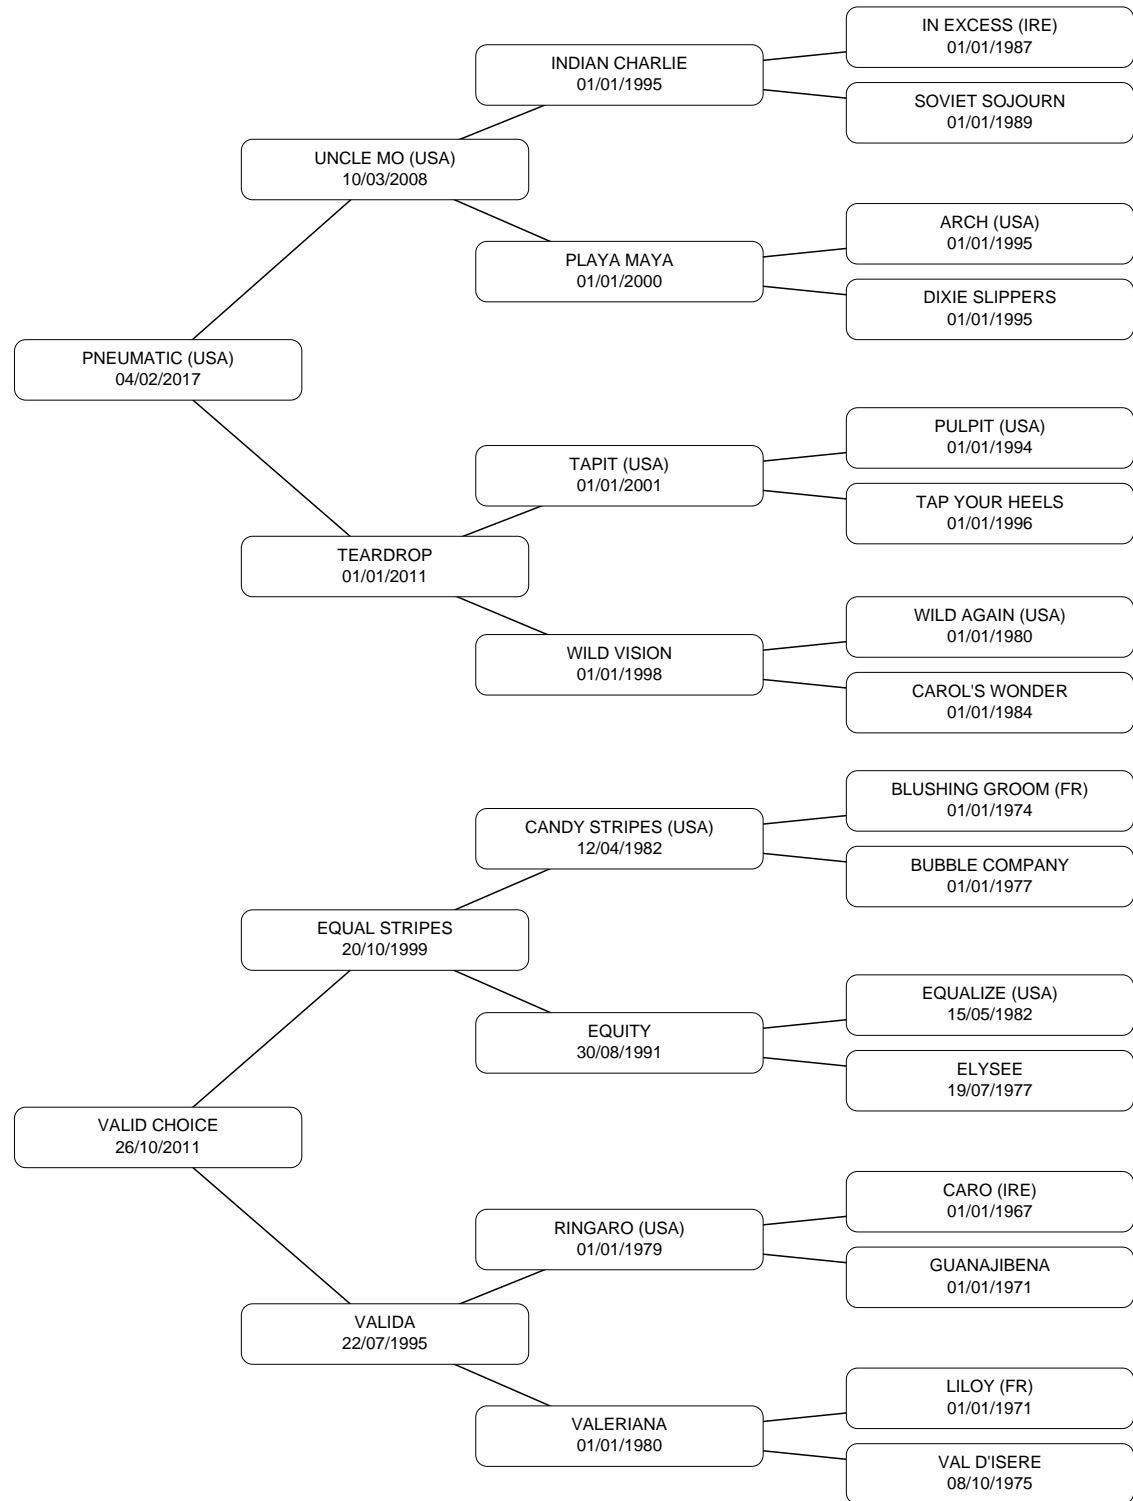 IN EXCESS (IRE)
01/01/1987
INDIAN CHARLIE
01/01/1995
SOVIET SOJOURN
01/01/1989
UNCLE MO (USA)
10/03/2008
ARCH (USA)
01/01/1995
PLAYA MAYA
01/01/2000
DIXIE SLIPPERS
01/01/1995
PNEUMATIC (USA)
04/02/2017
PULPIT (USA)
01/01/1994
TAPIT (USA)
01/01/2001
TAP YOUR HEELS
01/01/1996
TEARDROP
01/01/2011
WILD AGAIN (USA)
01/01/1980
WILD VISION
01/01/1998
CAROL'S WONDER
01/01/1984
BLUSHING GROOM (FR)
01/01/1974
CANDY STRIPES (USA)
12/04/1982
BUBBLE COMPANY
01/01/1977
EQUAL STRIPES
20/10/1999
EQUALIZE (USA)
15/05/1982
EQUITY
30/08/1991
ELYSEE
19/07/1977
VALID CHOICE
26/10/2011
CARO (IRE)
01/01/1967
RINGARO (USA)
01/01/1979
GUANAJIBENA
01/01/1971
VALIDA
22/07/1995
LILOY (FR)
01/01/1971
VALERIANA
01/01/1980
VAL D'ISERE
08/10/1975